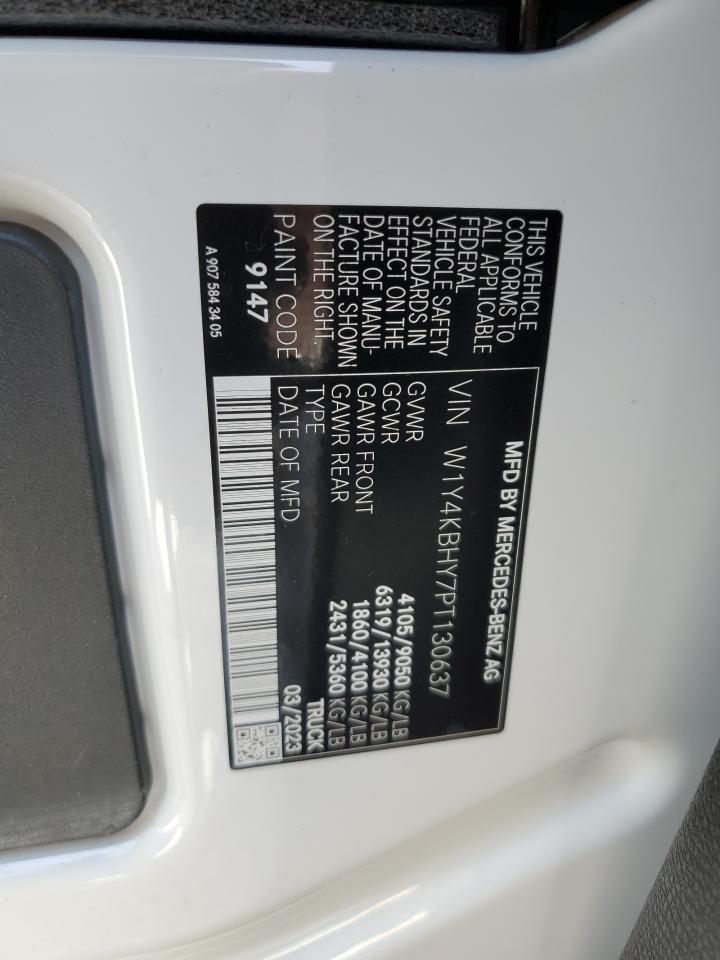 THIS VEHICLE
CONFORMS TO
ALL APPLICABLE
FEDERAL
VEHICLE SAFETY
STANDARDS IN
EFFECT ON THE
DATE OF MANU-
FACTURE SHOWN
ON THE RIGHT.
PAINT CODE
9147
A 907 584 34 05
MFD BY MERCEDES-BENZ AG
VIN W1Y4KBHY7PT130637
GVWR 4105/9050 KG/LB
GCWR 6319/13930 KG/LB
GAWR FRONT 1860/4100 KG/LB
GAWR REAR 2431/5360 KG/LB
TYPE TRUCK
DATE OF MFD. 03/2023